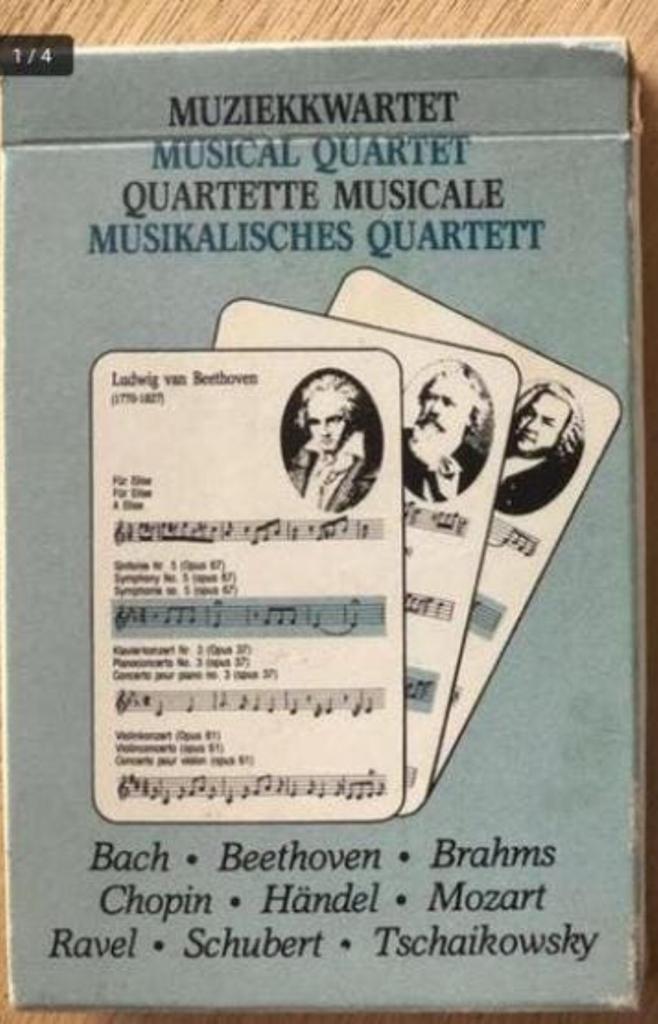 1 / 4
MUZIEKKWARTET
MUSICAL QUARTET
QUARTETTE MUSICALE
MUSIKALISCHES QUARTETT
Ludwig van Beethoven
(1770-1827)
Für Elise
Für Elise
A Elise
Sinfonie Nr. 5 (Opus 67)
Symphony No. 5 (opus 67)
Symphonie no. 5 (opus 67)
Klavierkonzert Nr. 3 (Opus 37)
Pianoconcerto No. 3 (opus 37)
Concerto pour piano no. 3 (opus 37)
Violinkonzert (Opus 61)
Violinconcerto (opus 61)
Concerto pour violon (opus 61)
Bach • Beethoven • Brahms
Chopin • Händel • Mozart
Ravel • Schubert • Tschaikowsky